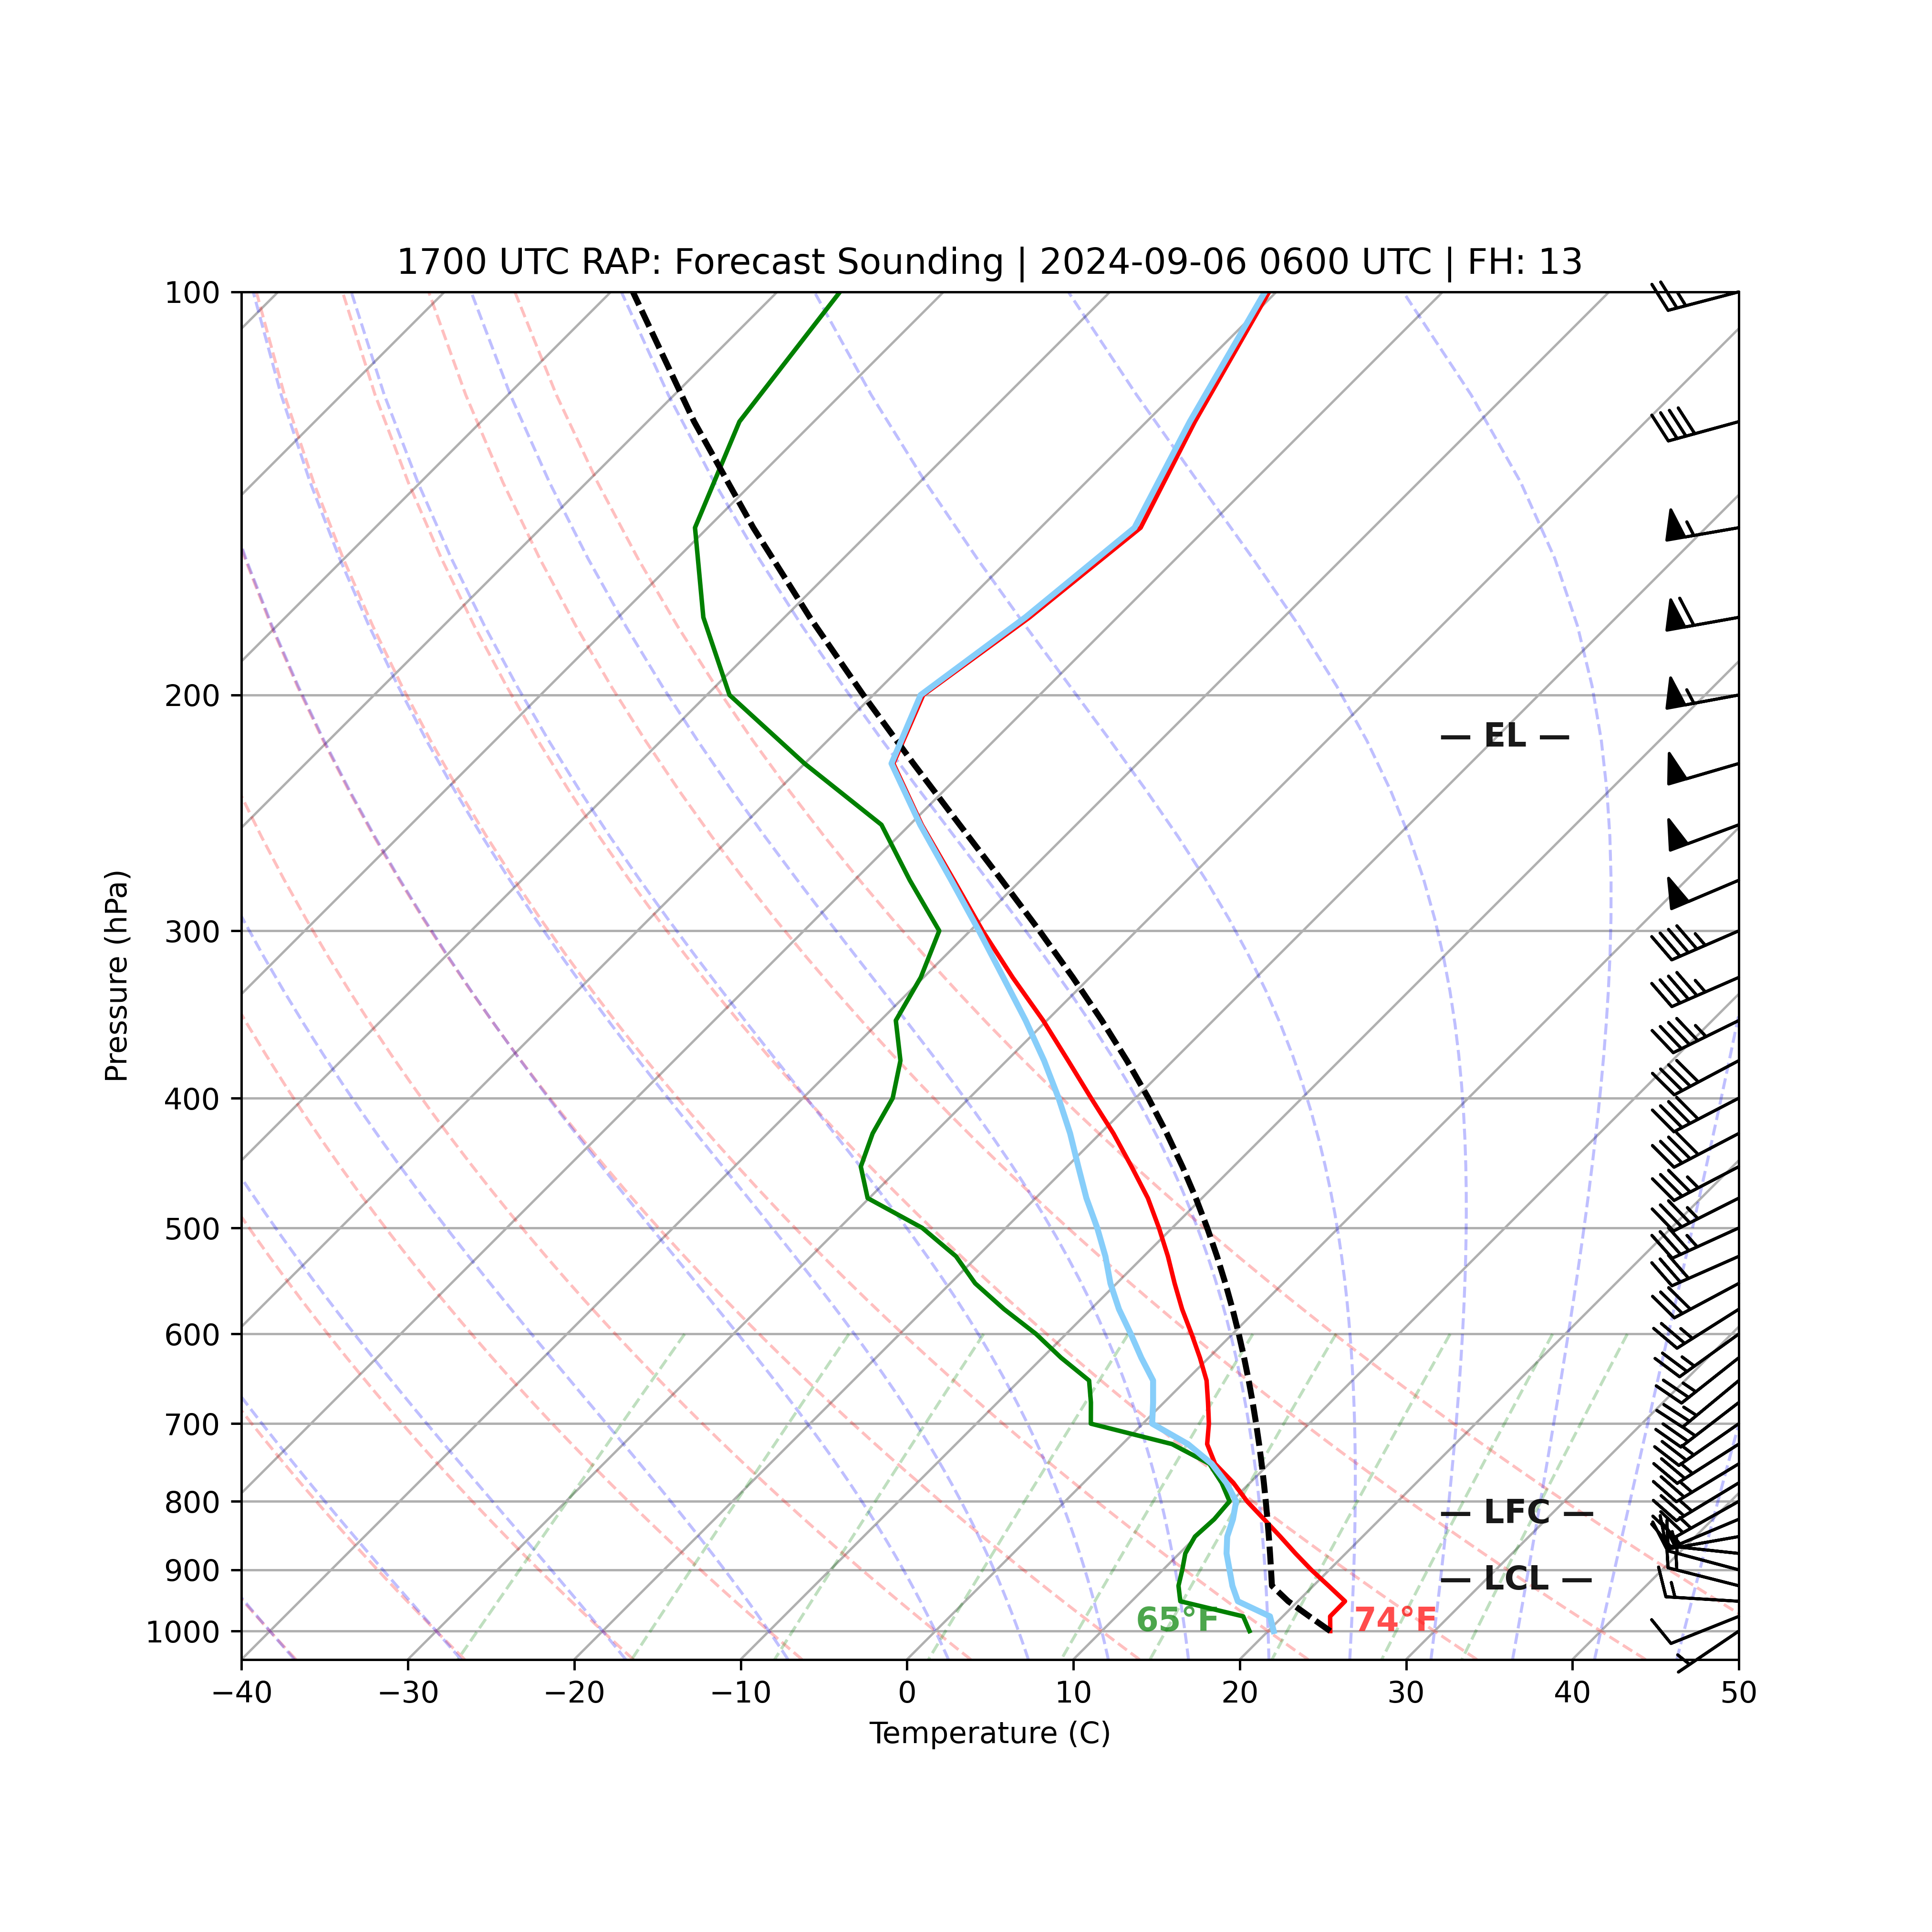 1700 UTC RAP: Forecast Sounding | 2024-09-06 0600 UTC | FH: 13
100
200
— EL —
300
Pressure (hPa)
400
500
600
700
800
— LFC —
900
— LCL —
65°F 74°F
1000
−40 −30 −20 −10 0 10 20 30 40 50
Temperature (C)